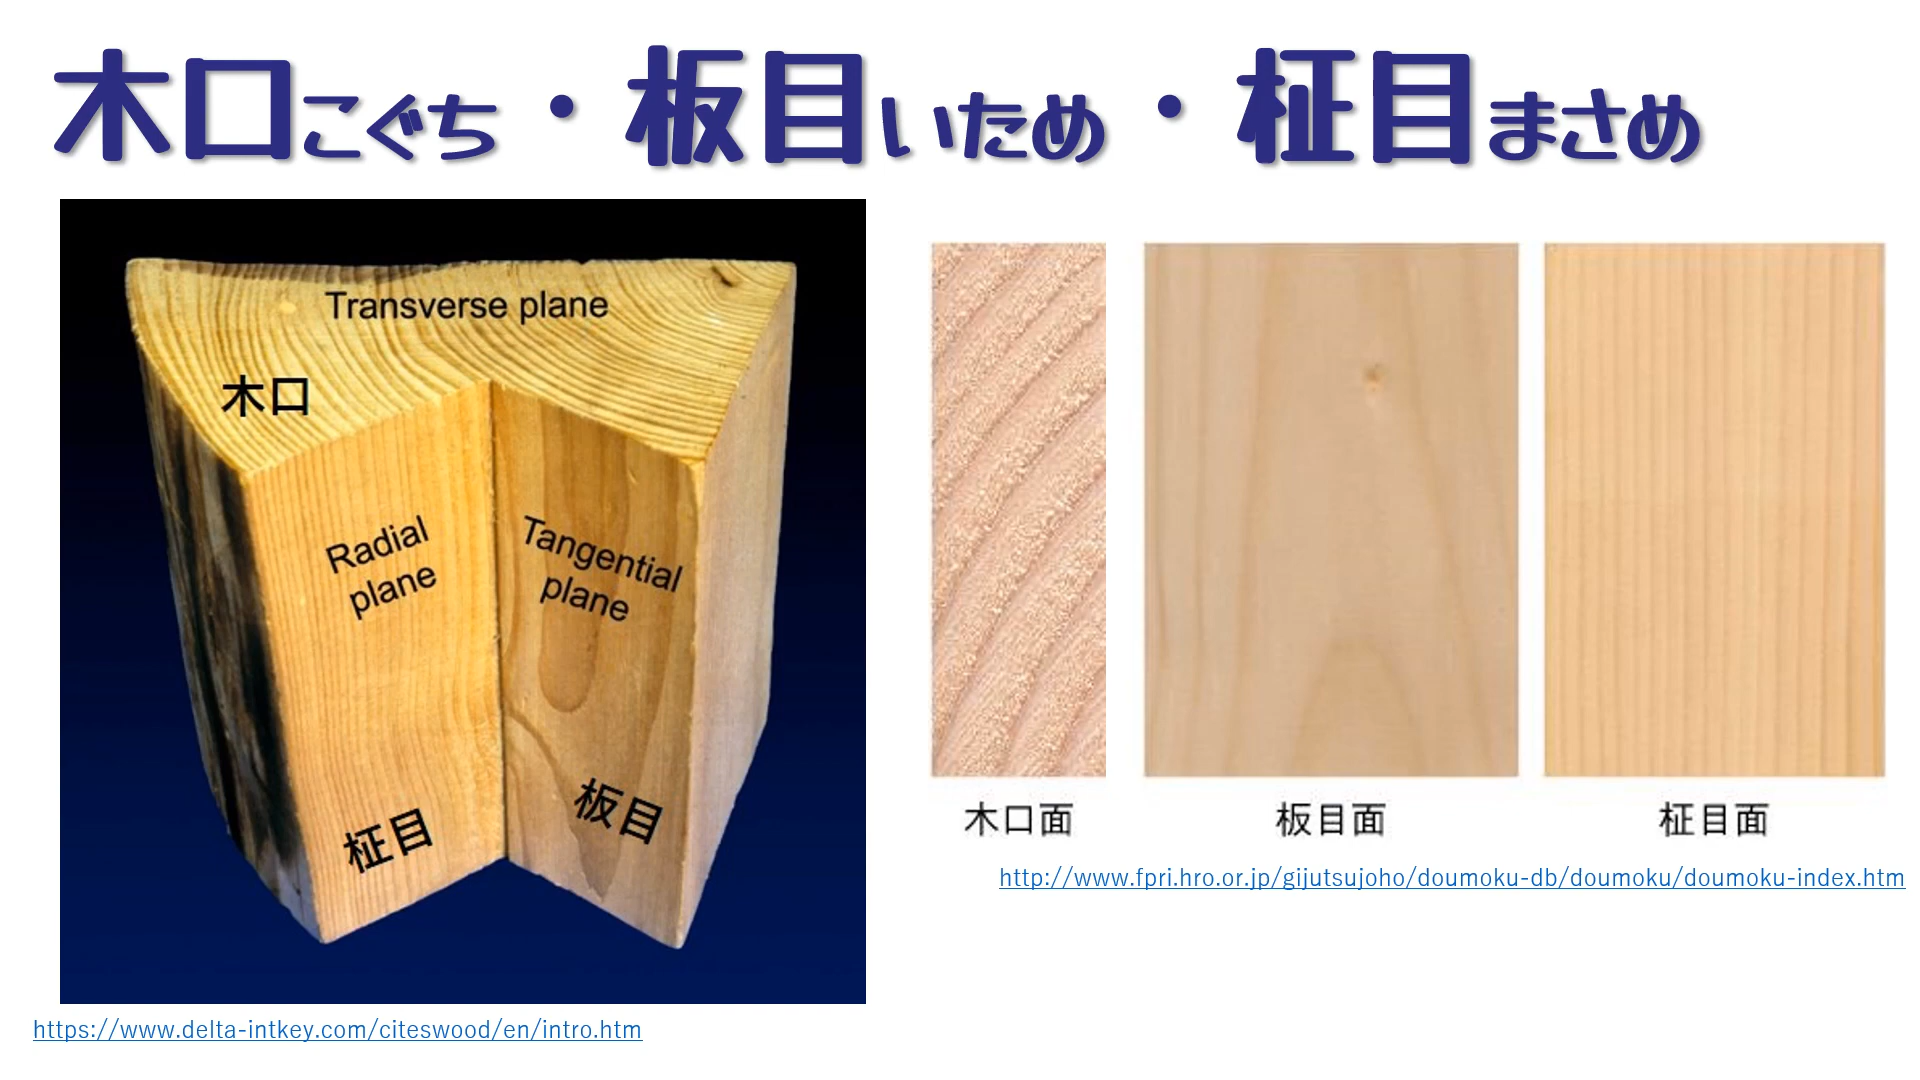 木口こぐち・板目いため・柾目まさめ
Transverse plane
木口
Radial
plane
Tangential
plane
柾目
板目
木口面
板目面
柾目面
http://www.fpri.hro.or.jp/gijutsujoho/doumoku-db/doumoku/doumoku-index.htm
https://www.delta-intkey.com/citeswood/en/intro.htm